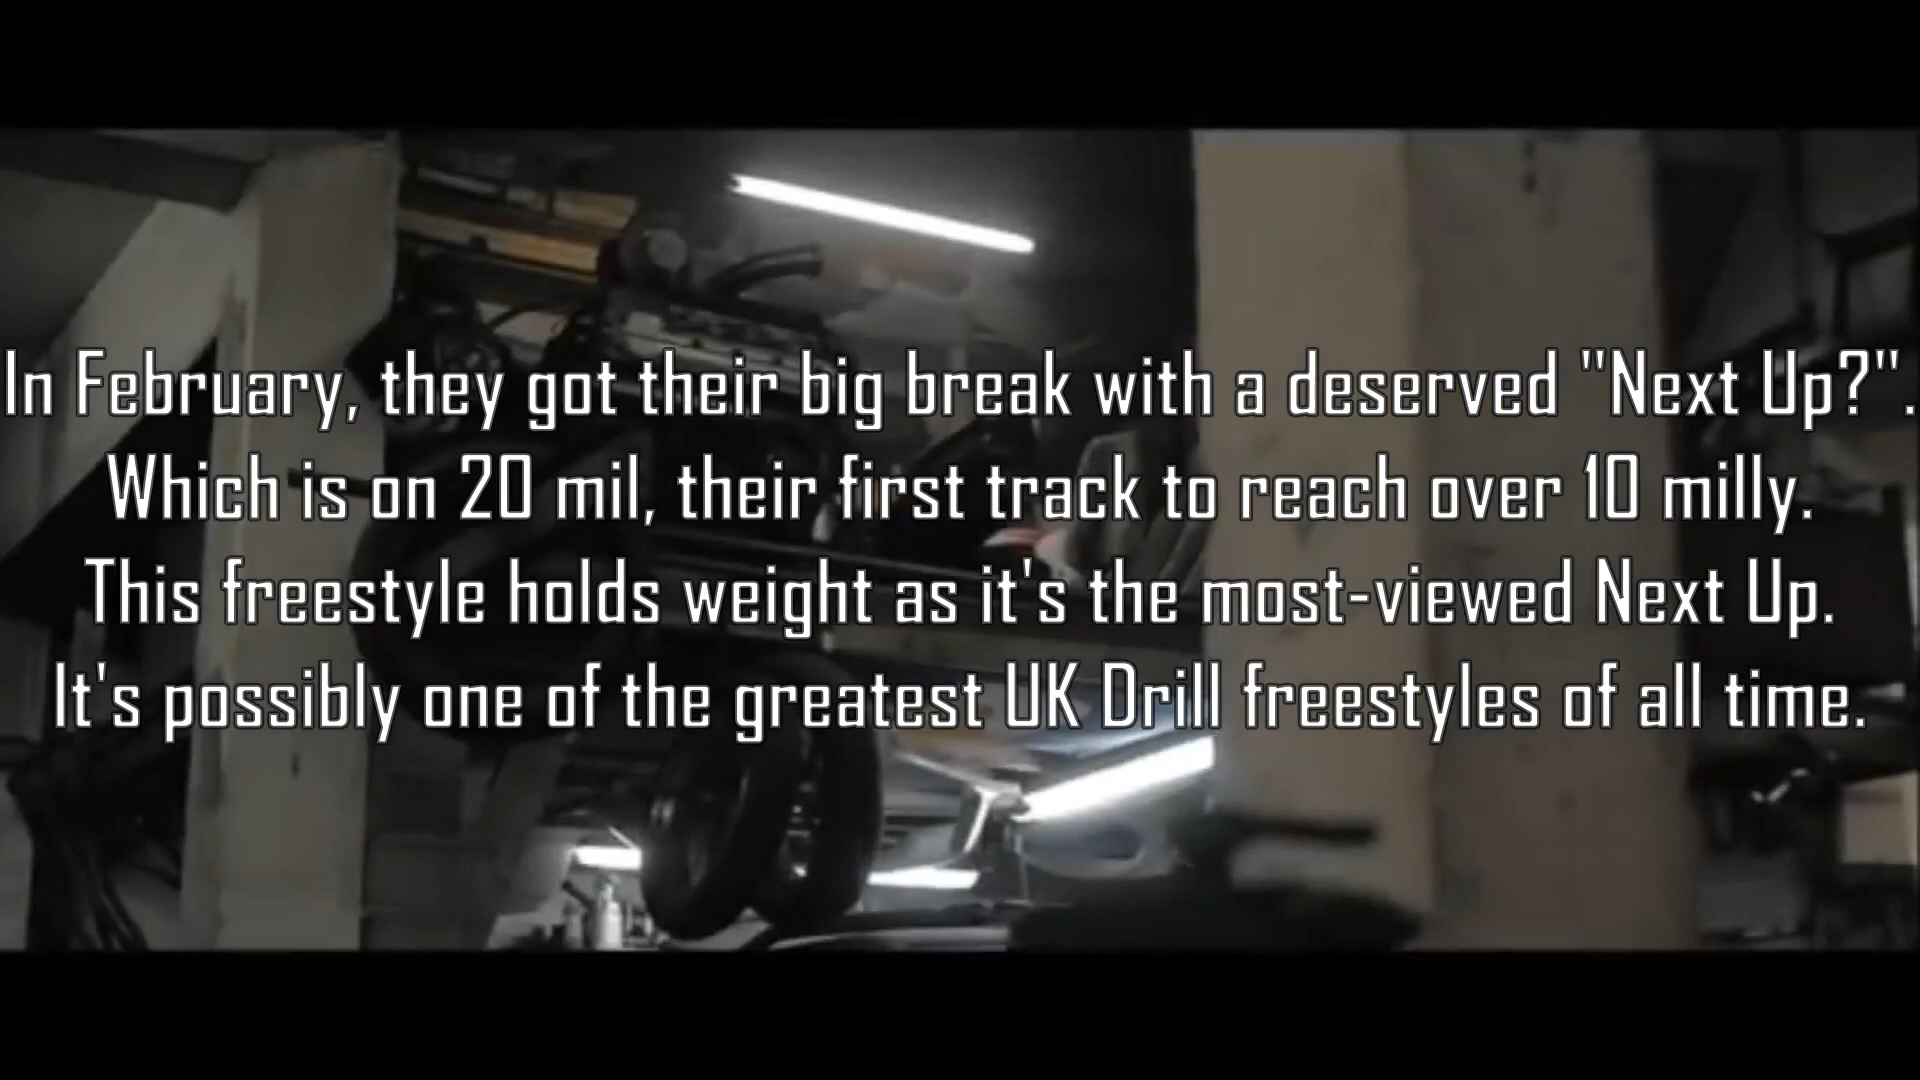 In February, they got their big break with a deserved "Next Up?" .
Which is on 20 mil, their first track to reach over 10 milly.
This freestyle holds weight as it's the most-viewed Next Up.
It's possibly one of the greatest UK Drill freestyles of all time.